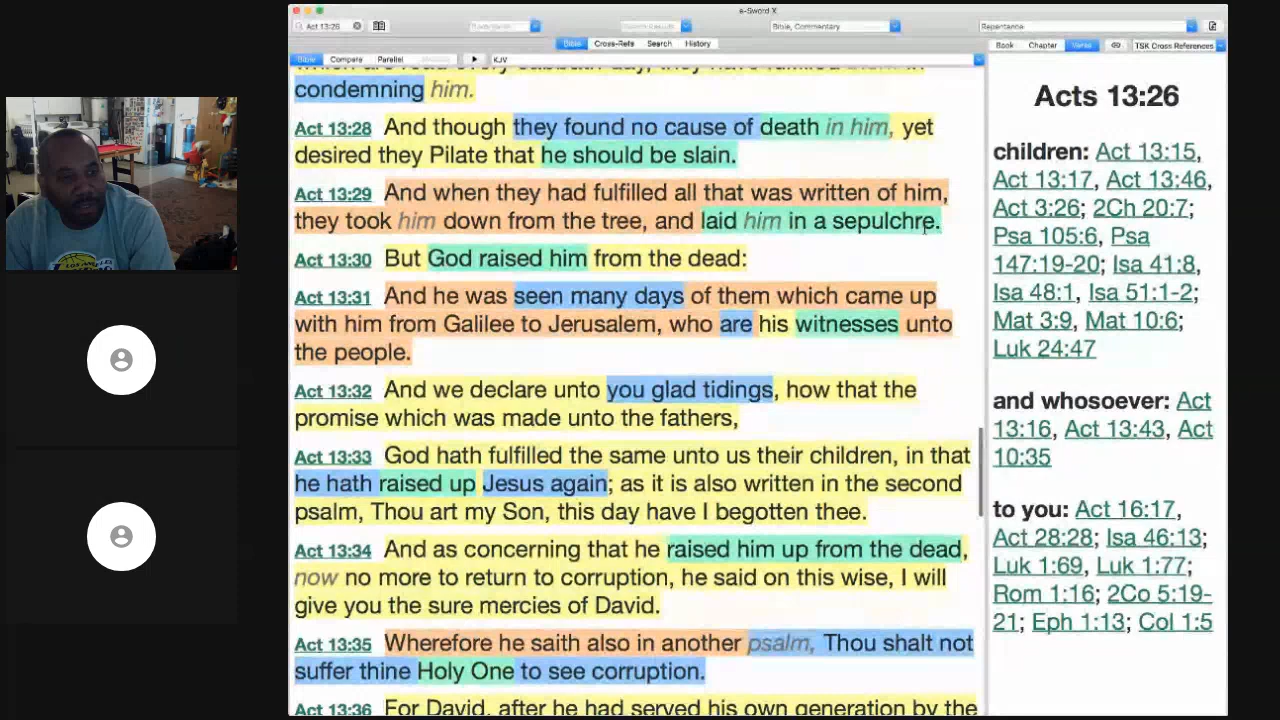 e-Sword X
Act 13:26
Bible, Commentary
Repentance
Bible Cross-Refs Search History
Book Chapter Verse TSK Cross References
Bible Compare Parallel KJV
condemning him.
Act 13:28 And though they found no cause of death in him, yet
desired they Pilate that he should be slain.
Act 13:29 And when they had fulfilled all that was written of him,
they took him down from the tree, and laid him in a sepulchre.
Act 13:30 But God raised him from the dead:
Act 13:31 And he was seen many days of them which came up
with him from Galilee to Jerusalem, who are his witnesses unto
the people.
Act 13:32 And we declare unto you glad tidings, how that the
promise which was made unto the fathers,
Act 13:33 God hath fulfilled the same unto us their children, in that
he hath raised up Jesus again; as it is also written in the second
psalm, Thou art my Son, this day have I begotten thee.
Act 13:34 And as concerning that he raised him up from the dead,
now no more to return to corruption, he said on this wise, I will
give you the sure mercies of David.
Act 13:35 Wherefore he saith also in another psalm, Thou shalt not
suffer thine Holy One to see corruption.
Act 13:36 For David, after he had served his own generation by the
Acts 13:26
children: Act 13:15,
Act 13:17, Act 13:46,
Act 3:26; 2Ch 20:7;
Psa 105:6, Psa
147:19-20; Isa 41:8,
Isa 48:1, Isa 51:1-2;
Mat 3:9, Mat 10:6;
Luk 24:47
and whosoever: Act
13:16, Act 13:43, Act
10:35
to you: Act 16:17,
Act 28:28; Isa 46:13;
Luk 1:69, Luk 1:77;
Rom 1:16; 2Co 5:19-
21; Eph 1:13; Col 1:5